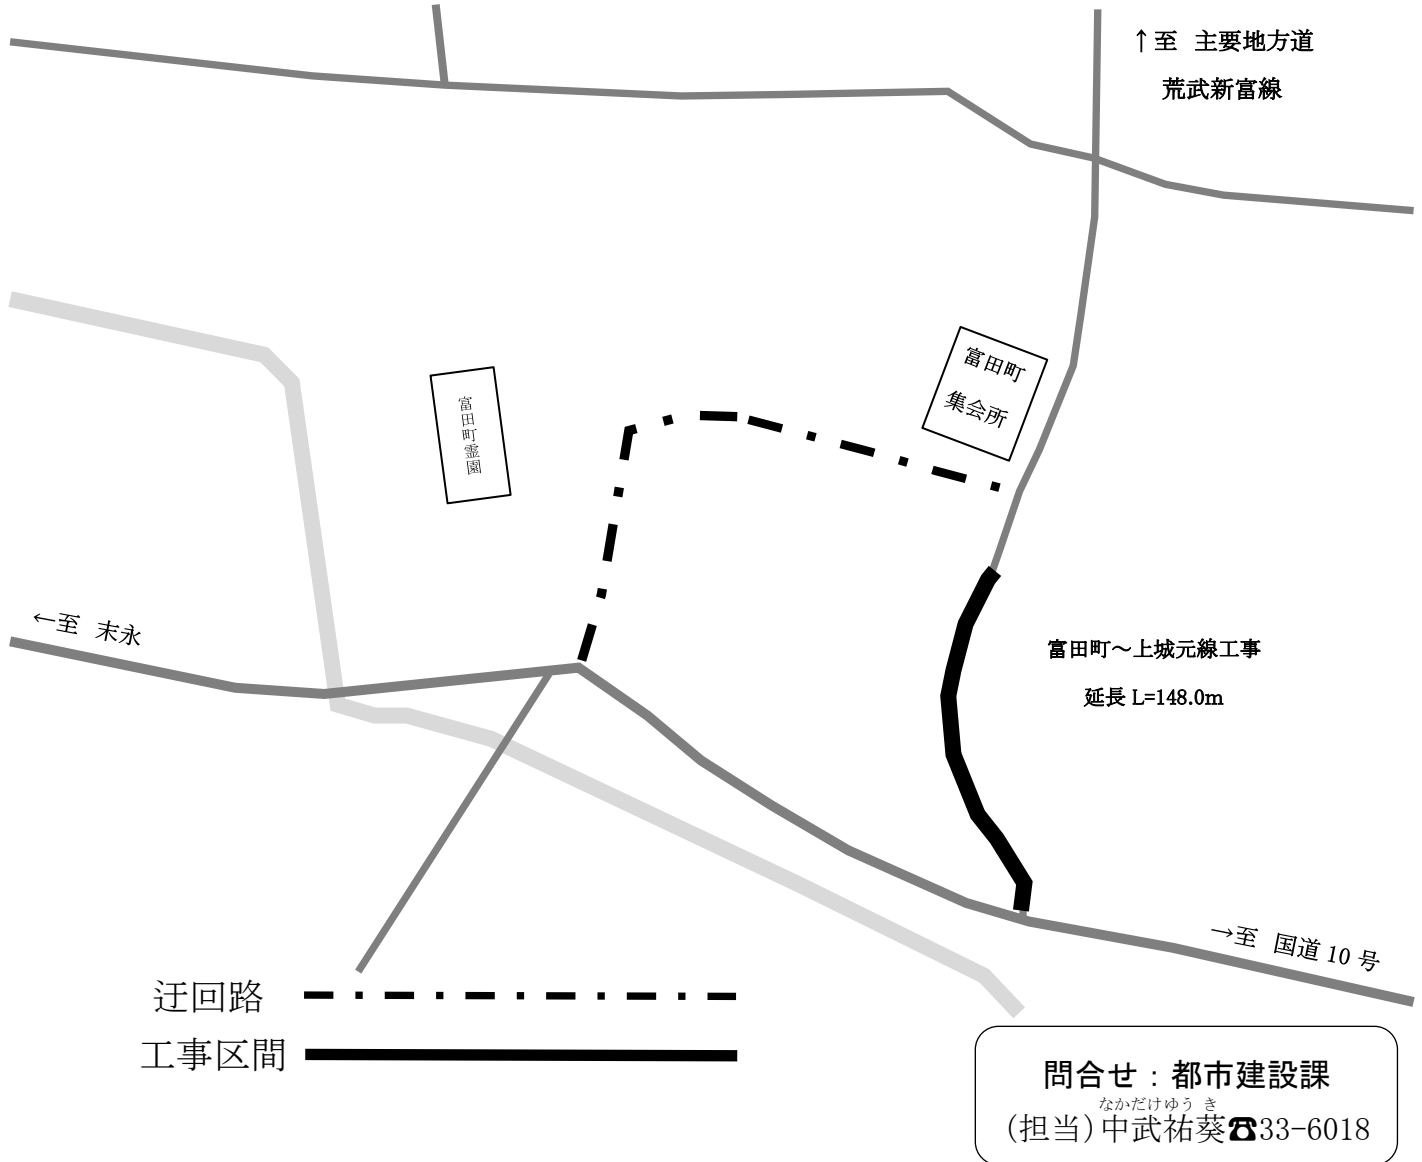 ↑至 主要地方道
荒武新富線
富田町
集会所
富田町霊園
←至 末永
富田町～上城元線工事
延長 L=148.0m
→至 国道 10 号
迂回路
工事区間
問合せ：都市建設課
なかだけゆう き
(担当)中武祐葵☎33-6018